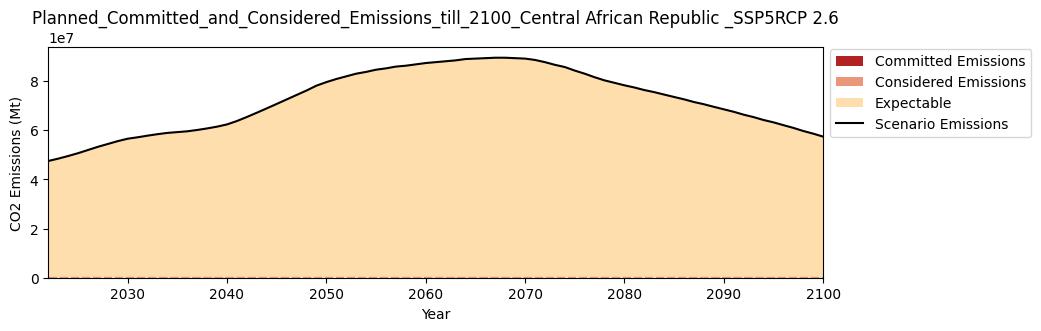 Planned_Committed_and_Considered_Emissions_till_2100_Central African Republic _SSP5RCP 2.6
1e7
8
6
4
2
0
CO2 Emissions (Mt)
2030 2040 2050 2060 2070 2080 2090 2100
Year
Committed Emissions
Considered Emissions
Expectable
Scenario Emissions